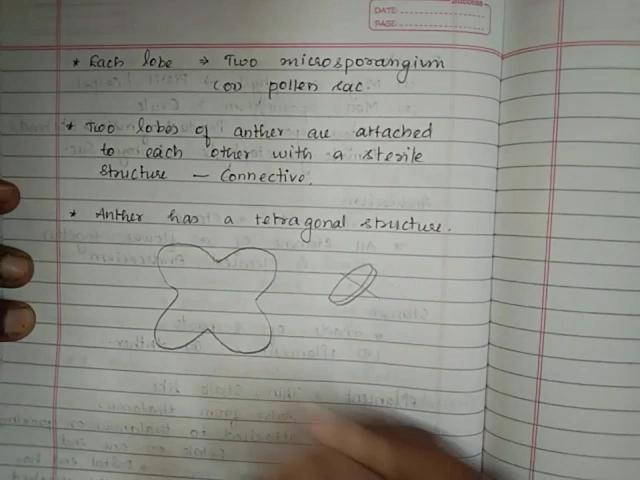 Success
DATE
PAGE
* Each lobe → Two microsporangium
(or) pollen sac.
* Two lobes of anther are attached
to each other with a sterile
structure – Connective.
* Anther has a tetragonal structure.